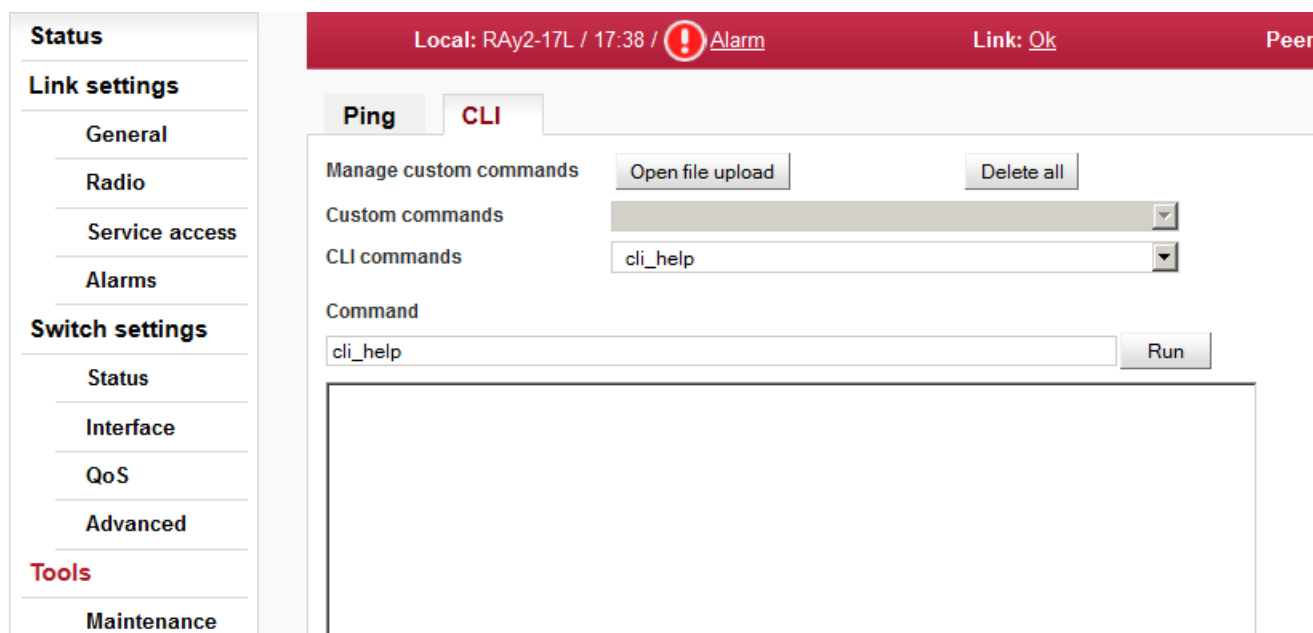 Status
Link settings
General
Radio
Service access
Alarms
Switch settings
Status
Interface
QoS
Advanced
Tools
Maintenance
Local: RAy2-17L / 17:38 / Alarm
Link: Ok
Peer
Ping
CLI
Manage custom commands
Open file upload
Delete all
Custom commands
CLI commands
cli_help
Command
cli_help
Run